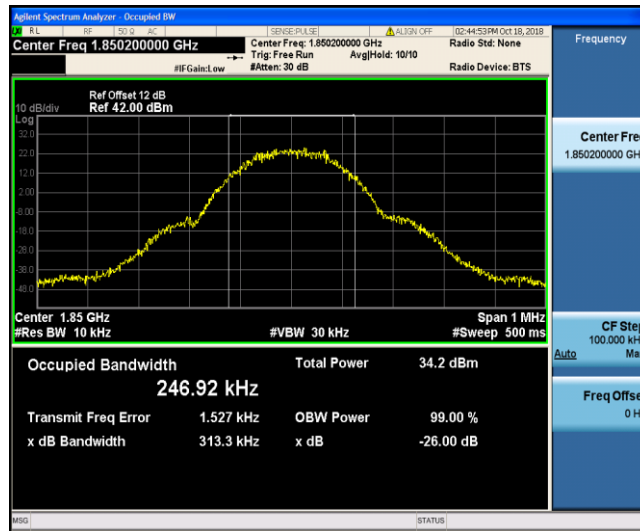 Agilent Spectrum Analyzer - Occupied BW
RL RF 50 Ω AC SENSE:PULSE ALIGN OFF 02:44:53 PM Oct 18, 2018
Center Freq 1.850200000 GHz Center Freq: 1.850200000 GHz Radio Std: None
Trig: Free Run Avg|Hold: 10/10
#IFGain:Low #Atten: 30 dB Radio Device: BTS
Frequency
Ref Offset 12 dB
10 dB/div Ref 42.00 dBm
Log
32.0
22.0
12.0
2.00
-8.00
-18.0
-28.0
-38.0
-48.0
Center Fre
1.850200000 GH
Center 1.85 GHz Span 1 MHz
#Res BW 10 kHz #VBW 30 kHz #Sweep 500 ms
CF Step
100.000 kH
Auto Ma
Occupied Bandwidth Total Power 34.2 dBm
246.92 kHz
Transmit Freq Error 1.527 kHz OBW Power 99.00 %
x dB Bandwidth 313.3 kHz x dB -26.00 dB
Freq Offse
0 H
MSG STATUS